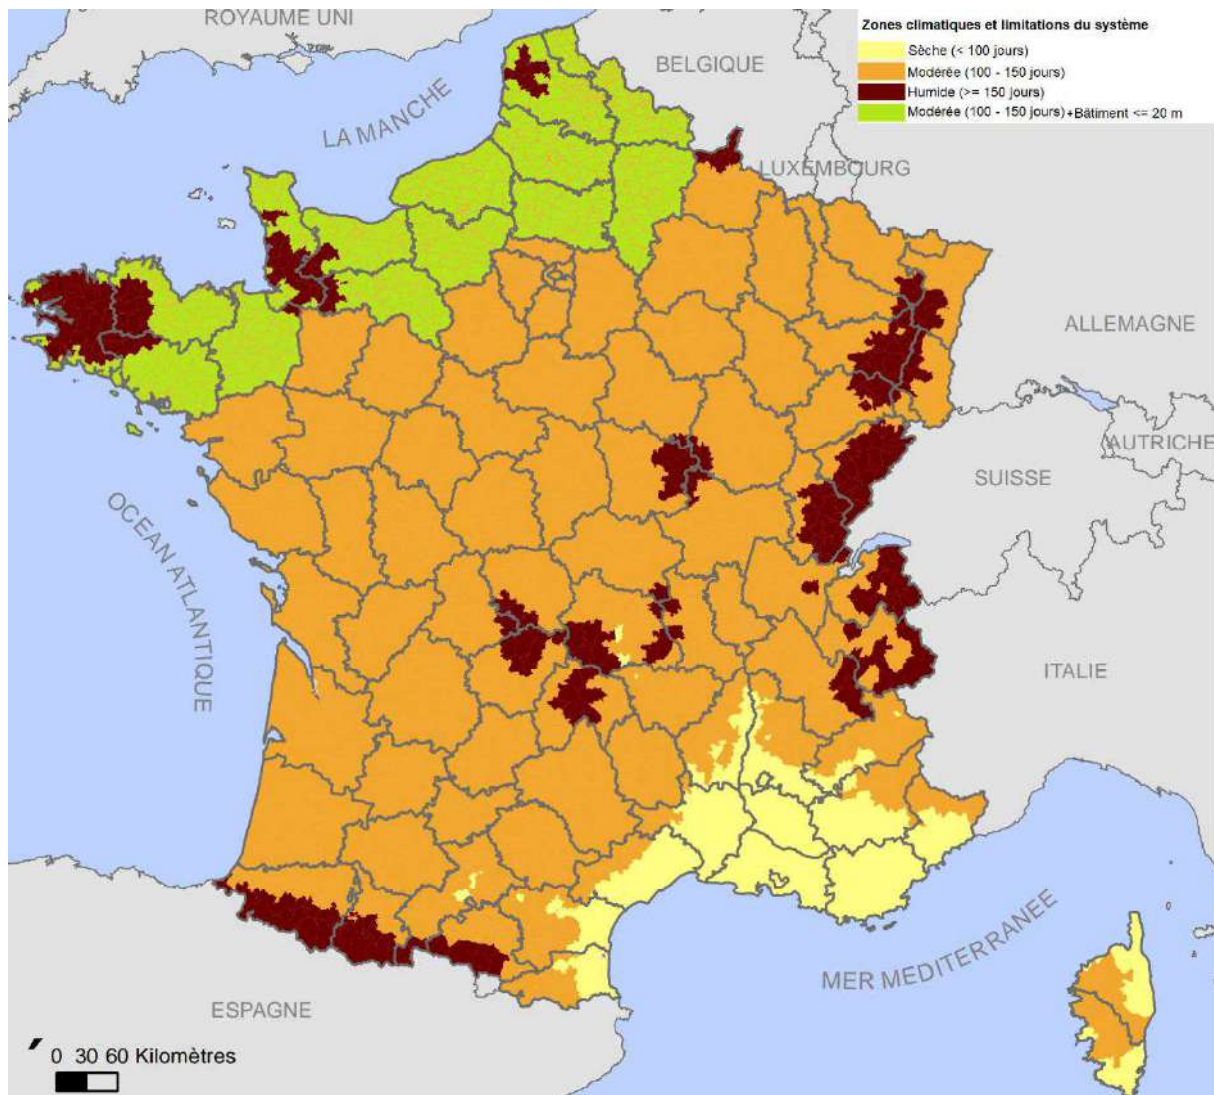 ROYAUME UNI
Zones climatiques et limitations du système
Sèche (< 100 jours)
Modérée (100 - 150 jours)
Humide (>= 150 jours)
Modérée (100 - 150 jours) +Bâtiment <= 20 m
BELGIQUE
LA MANCHE
LUXEMBOURG
ALLEMAGNE
AUTRICHE
SUISSE
OCEAN ATLANTIQUE
ITALIE
MER MEDITERRANEE
ESPAGNE
0 30 60 Kilomètres